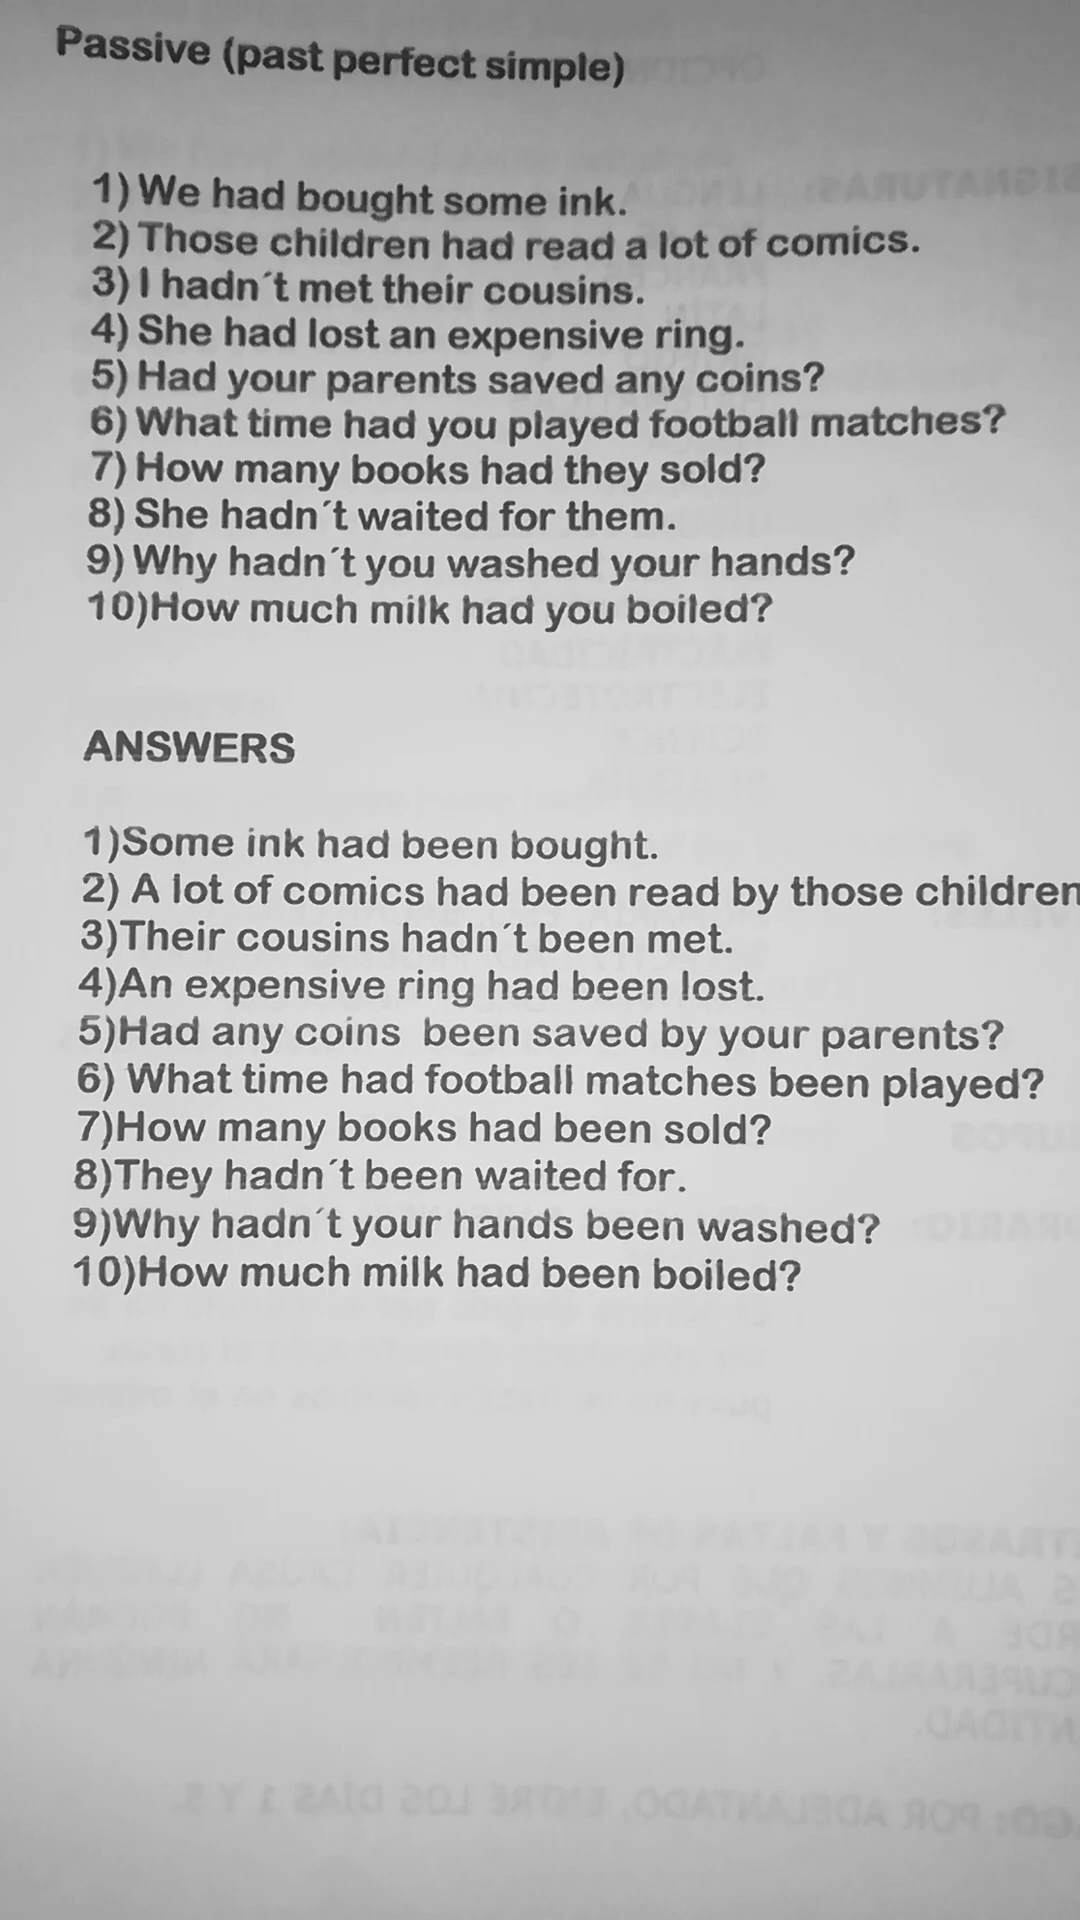 Passive (past perfect simple)
1) We had bought some ink.
2) Those children had read a lot of comics.
3) I hadn´t met their cousins.
4) She had lost an expensive ring.
5) Had your parents saved any coins?
6) What time had you played football matches?
7) How many books had they sold?
8) She hadn´t waited for them.
9) Why hadn´t you washed your hands?
10)How much milk had you boiled?
ANSWERS
1)Some ink had been bought.
2) A lot of comics had been read by those children
3)Their cousins hadn´t been met.
4)An expensive ring had been lost.
5)Had any coins  been saved by your parents?
6) What time had football matches been played?
7)How many books had been sold?
8)They hadn´t been waited for.
9)Why hadn´t your hands been washed?
10)How much milk had been boiled?